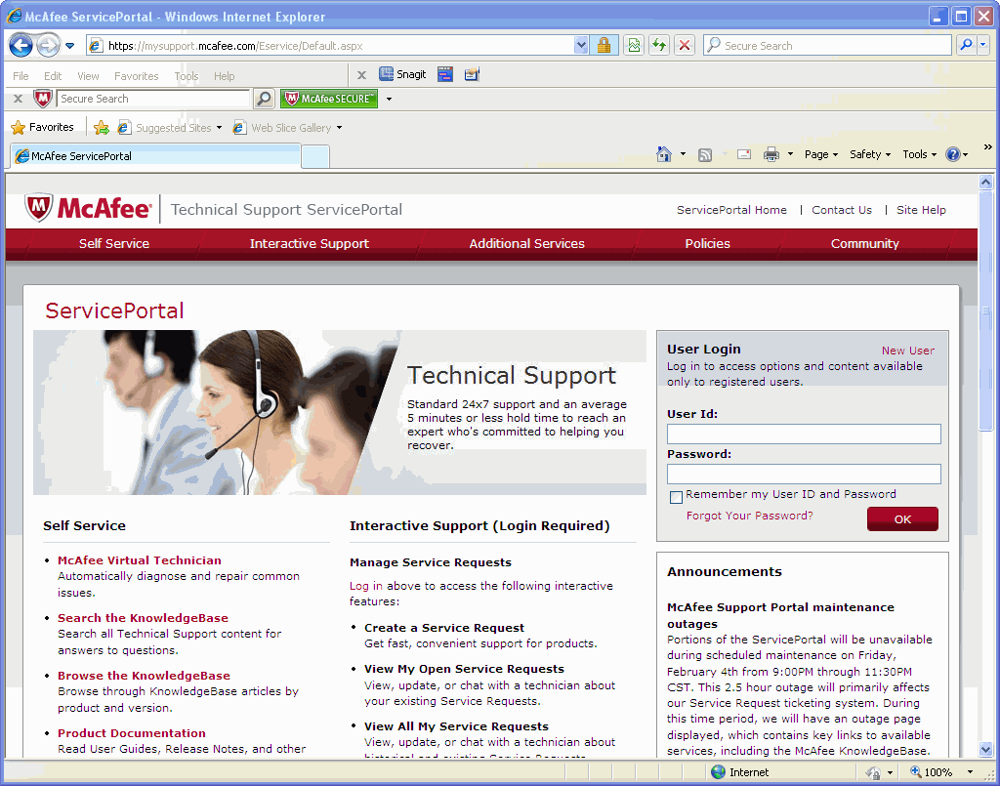 McAfee ServicePortal - Windows Internet Explorer
https://mysupport.mcafee.com/Eservice/Default.aspx
Secure Search
File Edit View Favorites Tools Help
Snagit
Secure Search
McAfee SECURE™
Favorites Suggested Sites Web Slice Gallery
McAfee ServicePortal
Page Safety Tools
McAfee Technical Support ServicePortal
ServicePortal Home | Contact Us | Site Help
Self Service Interactive Support Additional Services Policies Community
ServicePortal
Technical Support
Standard 24x7 support and an average
5 minutes or less hold time to reach an
expert who's committed to helping you
recover.
User Login New User
Log in to access options and content available
only to registered users.
User Id:
Password:
Remember my User ID and Password
Forgot Your Password? OK
Self Service
• McAfee Virtual Technician
Automatically diagnose and repair common
issues.
• Search the KnowledgeBase
Search all Technical Support content for
answers to questions.
• Browse the KnowledgeBase
Browse through KnowledgeBase articles by
product and version.
• Product Documentation
Read User Guides, Release Notes, and other
Interactive Support (Login Required)
Manage Service Requests
Log in above to access the following interactive
features:
• Create a Service Request
Get fast, convenient support for products.
• View My Open Service Requests
View, update, or chat with a technician about
your existing Service Requests.
• View All My Service Requests
View, update, or chat with a technician about
historical and existing Service Requests.
Announcements
McAfee Support Portal maintenance
outages
Portions of the ServicePortal will be unavailable
during scheduled maintenance on Friday,
February 4th from 9:00PM through 11:30PM
CST. This 2.5 hour outage will primarily affects
our Service Request ticketing system. During
this time period, we will have an outage page
displayed, which contains key links to available
services, including the McAfee KnowledgeBase.
Internet
100%